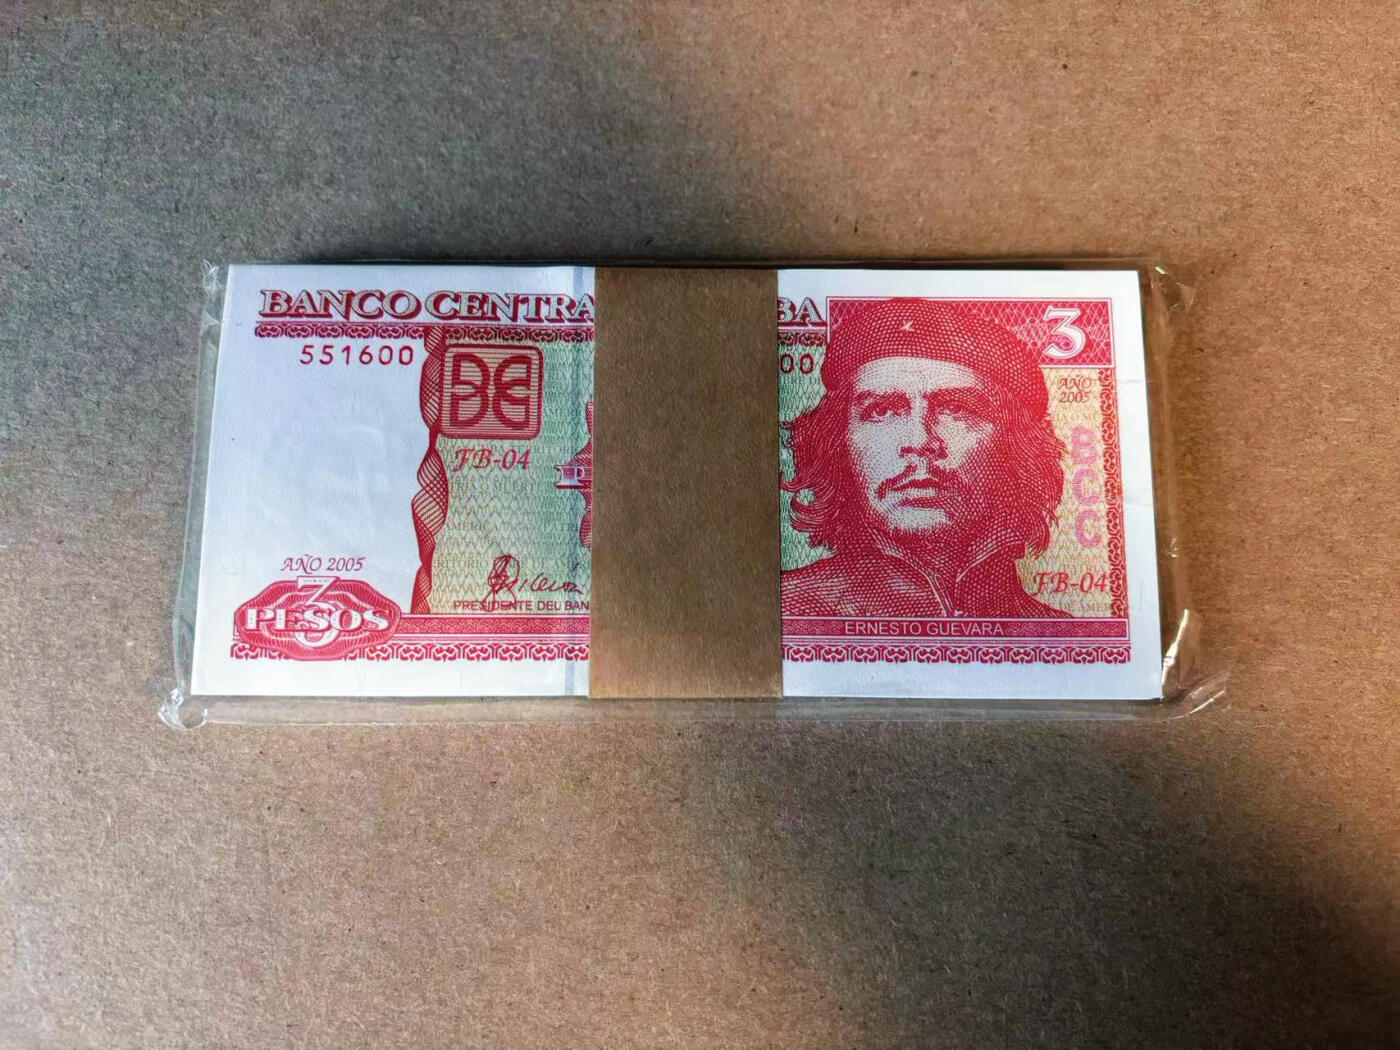 BANCO CENTRA BA
3
551600 00
AÑO
2005
BCC
FB-04
P
AÑO 2005
FB-04
PRESIDENTE DEL BAN
3
PESOS
ERNESTO GUEVARA